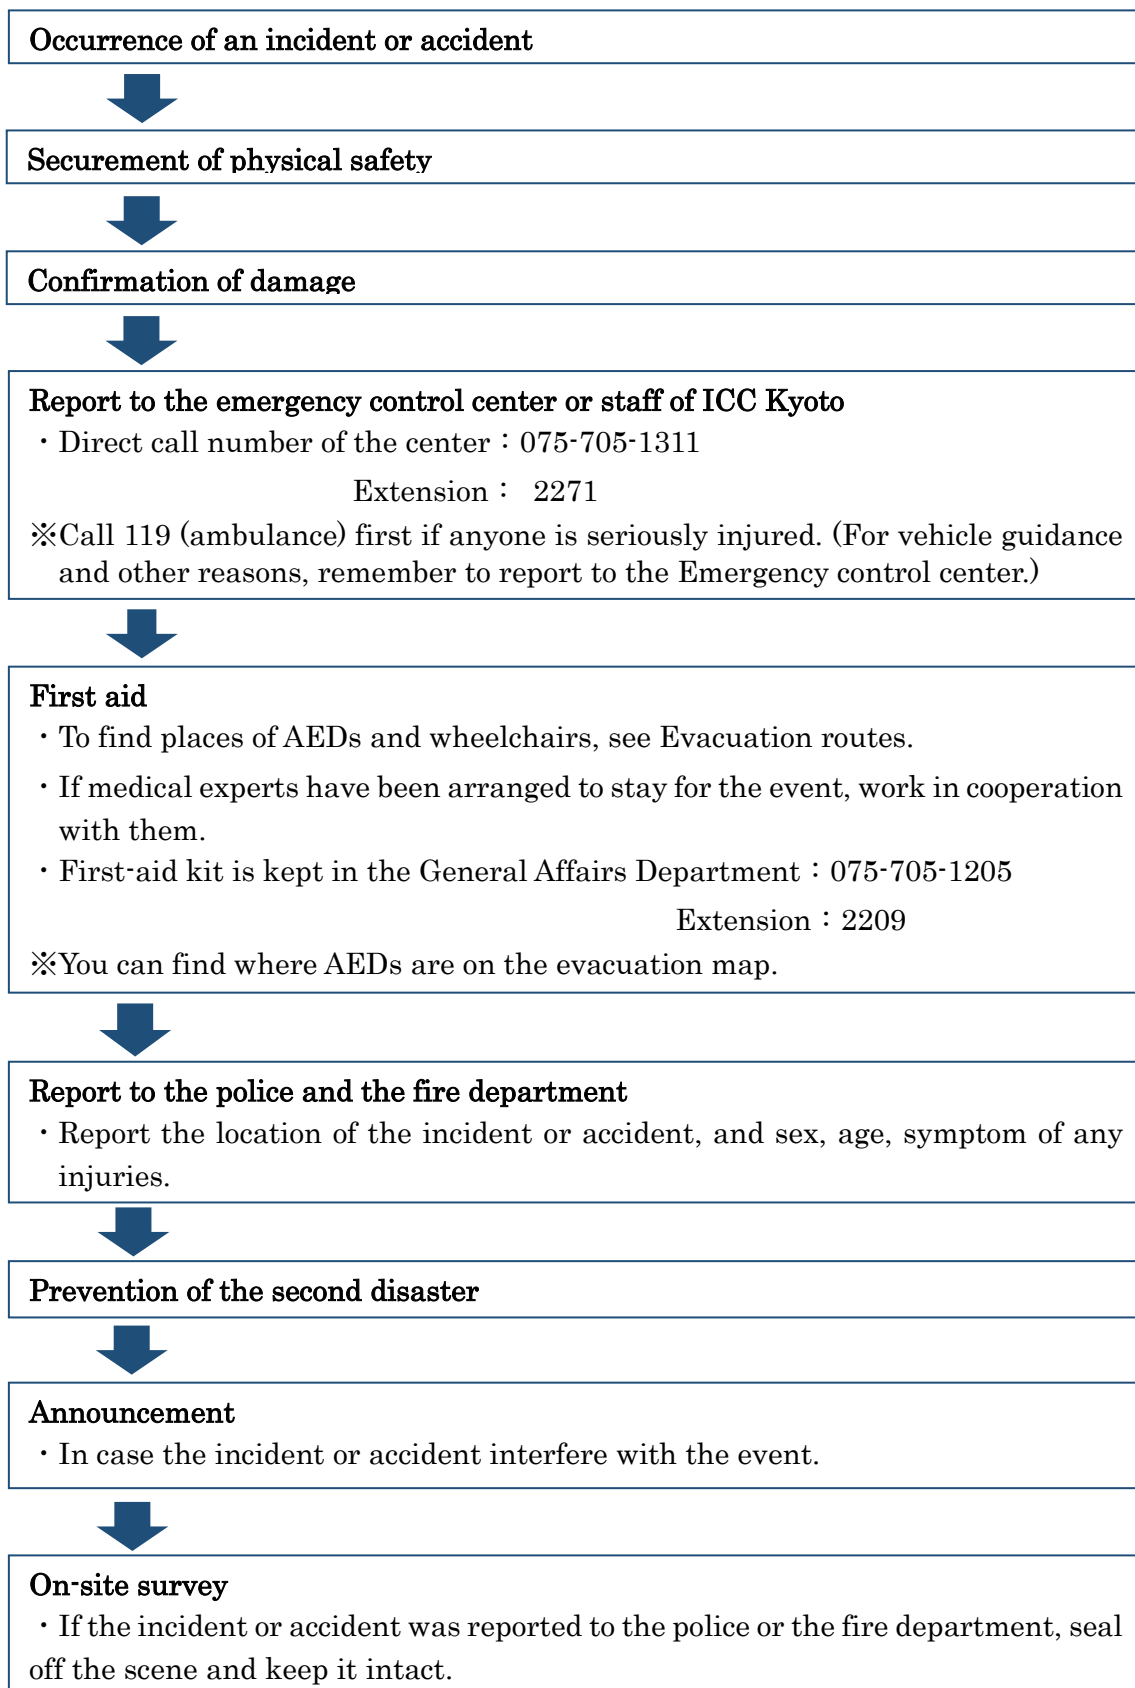 Occurrence of an incident or accident
Securement of physical safety
Confirmation of damage
Report to the emergency control center or staff of ICC Kyoto
・Direct call number of the center：075-705-1311
Extension： 2271
※Call 119 (ambulance) first if anyone is seriously injured. (For vehicle guidance
and other reasons, remember to report to the Emergency control center.)
First aid
・To find places of AEDs and wheelchairs, see Evacuation routes.
・If medical experts have been arranged to stay for the event, work in cooperation
with them.
・First-aid kit is kept in the General Affairs Department：075-705-1205
Extension：2209
※You can find where AEDs are on the evacuation map.
Report to the police and the fire department
・Report the location of the incident or accident, and sex, age, symptom of any
injuries.
Prevention of the second disaster
Announcement
・In case the incident or accident interfere with the event.
On-site survey
・If the incident or accident was reported to the police or the fire department, seal
off the scene and keep it intact.